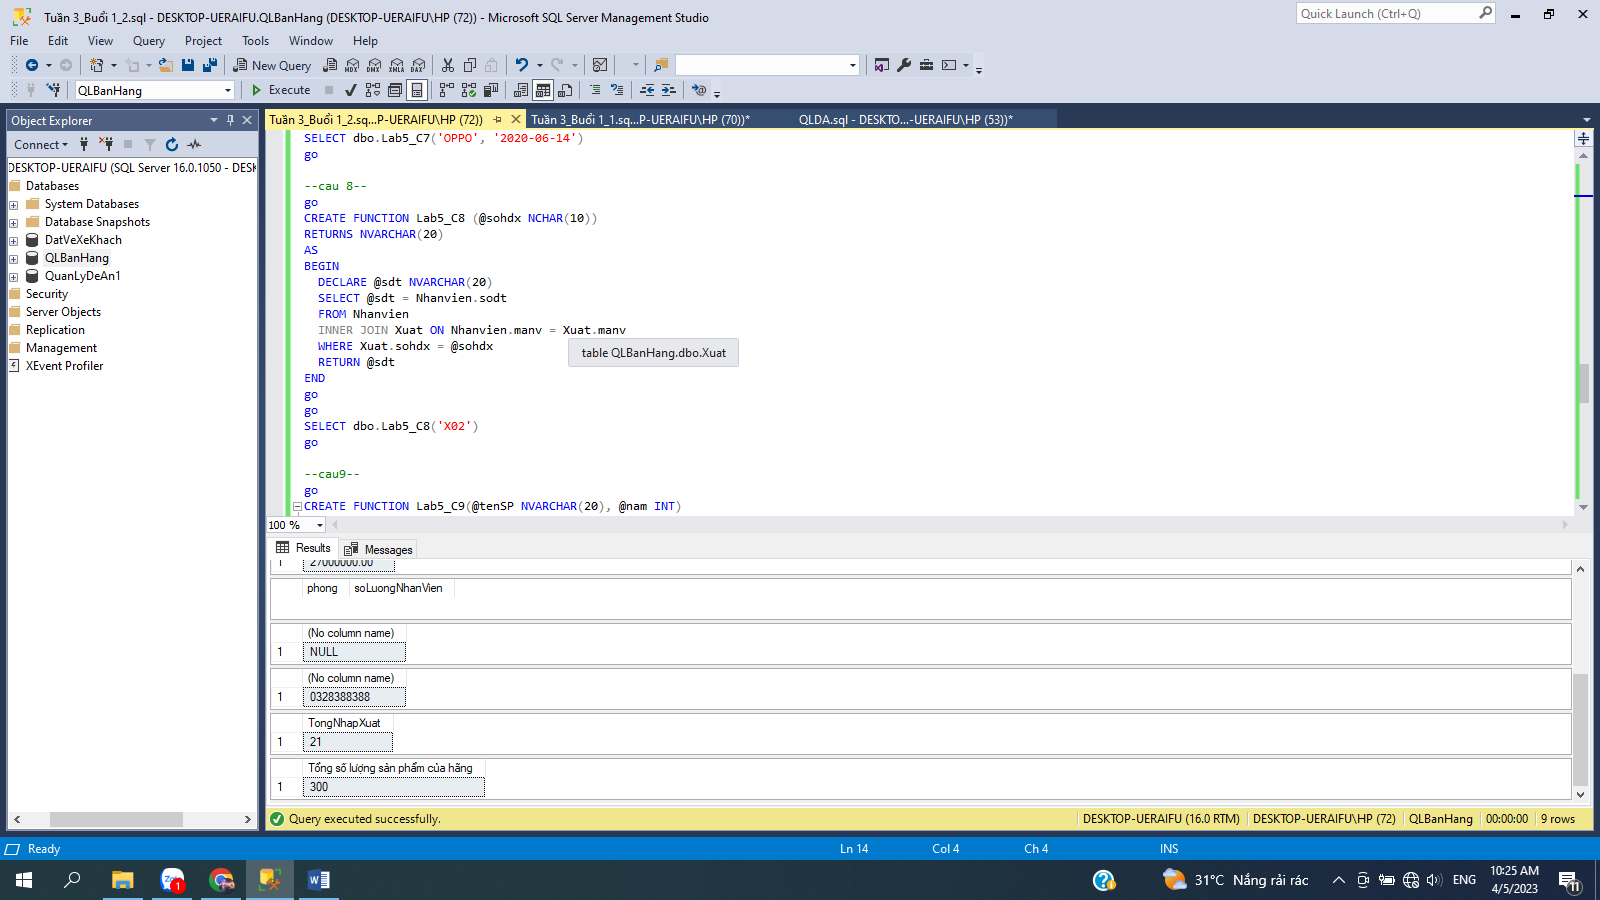 Tuần 3_Buổi 1_2.sql - DESKTOP-UERAIFU.QLBanHang (DESKTOP-UERAIFU\HP (72)) - Microsoft SQL Server Management Studio
Quick Launch (Ctrl+Q)
File Edit View Query Project Tools Window Help
New Query
MDX DMX XMLA DAX
QLBanHang
Execute
Object Explorer
Connect
DESKTOP-UERAIFU (SQL Server 16.0.1050 - DESK
Databases
System Databases
Database Snapshots
DatVeXeKhach
QLBanHang
QuanLyDeAn1
Security
Server Objects
Replication
Management
XEvent Profiler
Tuần 3_Buổi 1_2.sq...P-UERAIFU\HP (72))
Tuần 3_Buổi 1_1.sq...P-UERAIFU\HP (70))*
QLDA.sql - DESKTO...-UERAIFU\HP (53))*
SELECT dbo.Lab5_C7('OPPO', '2020-06-14')
go
--cau 8--
go
CREATE FUNCTION Lab5_C8 (@sohdx NCHAR(10))
RETURNS NVARCHAR(20)
AS
BEGIN
DECLARE @sdt NVARCHAR(20)
SELECT @sdt = Nhanvien.sodt
FROM Nhanvien
INNER JOIN Xuat ON Nhanvien.manv = Xuat.manv
WHERE Xuat.sohdx = @sohdx
table QLBanHang.dbo.Xuat
RETURN @sdt
END
go
go
SELECT dbo.Lab5_C8('X02')
go
--cau9--
go
CREATE FUNCTION Lab5_C9(@tenSP NVARCHAR(20), @nam INT)
100 %
Results Messages
1 27000000.00
phong soLuongNhanVien
(No column name)
1 NULL
(No column name)
1 0328388388
TongNhapXuat
1 21
Tổng số lượng sản phẩm của hãng
1 300
Query executed successfully.
DESKTOP-UERAIFU (16.0 RTM) DESKTOP-UERAIFU\HP (72) QLBanHang 00:00:00 9 rows
Ready
Ln 14 Col 4 Ch 4 INS
1
31°C Nắng rải rác
ENG
10:25 AM
4/5/2023
11